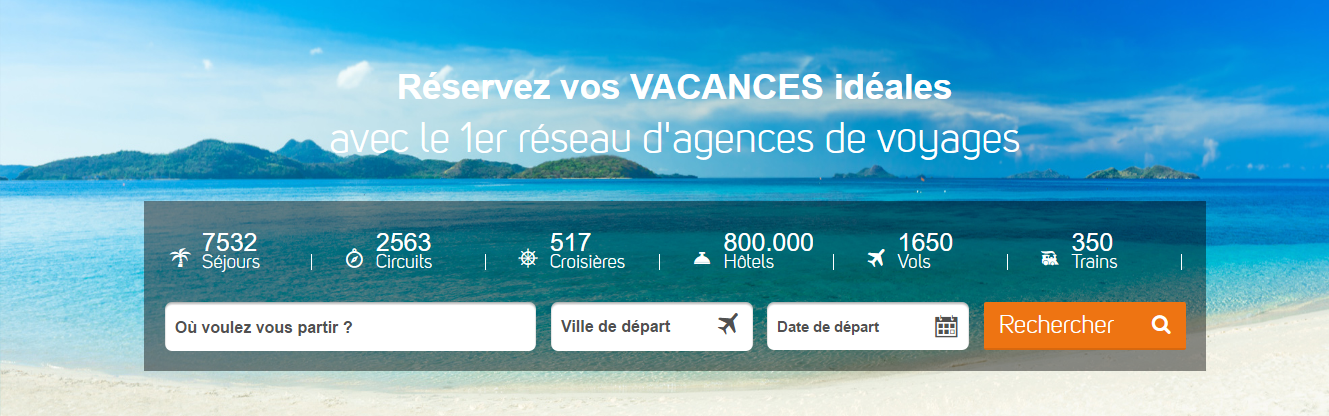 Réservez vos VACANCES idéales
avec le 1er réseau d'agences de voyages
7532
Séjours
2563
Circuits
517
Croisières
800.000
Hôtels
1650
Vols
350
Trains
Où voulez vous partir ?
Ville de départ
Date de départ
Rechercher